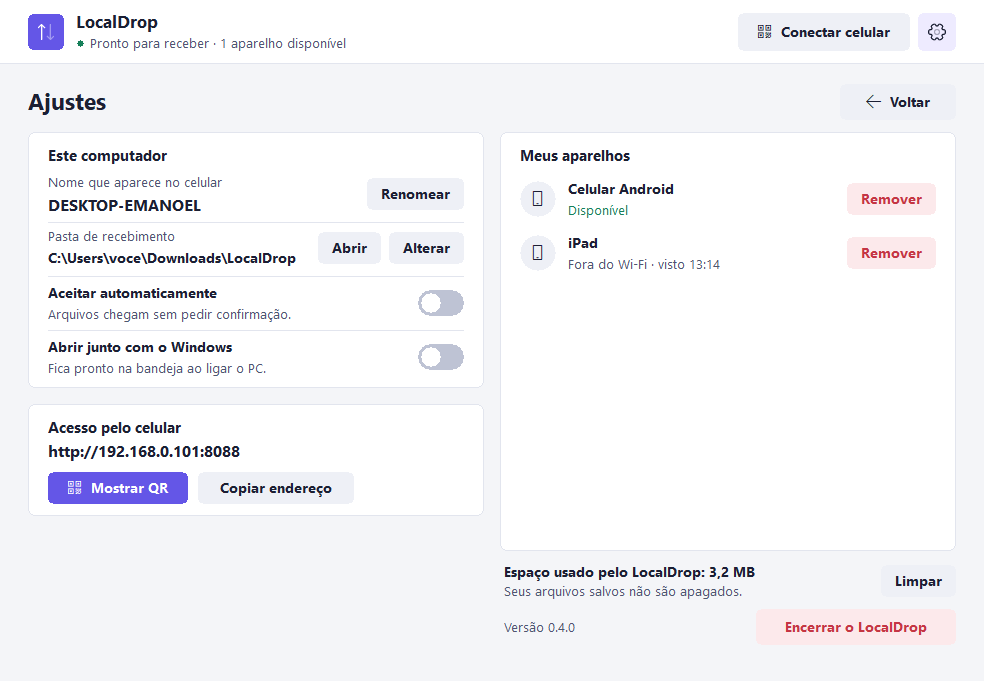 LocalDrop
Pronto para receber · 1 aparelho disponível
Conectar celular
Ajustes
Voltar
Este computador
Nome que aparece no celular
DESKTOP-EMANOEL
Renomear
Pasta de recebimento
C:\Users\voce\Downloads\LocalDrop
Abrir
Alterar
Aceitar automaticamente
Arquivos chegam sem pedir confirmação.
Abrir junto com o Windows
Fica pronto na bandeja ao ligar o PC.
Acesso pelo celular
http://192.168.0.101:8088
Mostrar QR
Copiar endereço
Meus aparelhos
Celular Android
Disponível
Remover
iPad
Fora do Wi-Fi · visto 13:14
Remover
Espaço usado pelo LocalDrop: 3,2 MB
Seus arquivos salvos não são apagados.
Limpar
Versão 0.4.0
Encerrar o LocalDrop